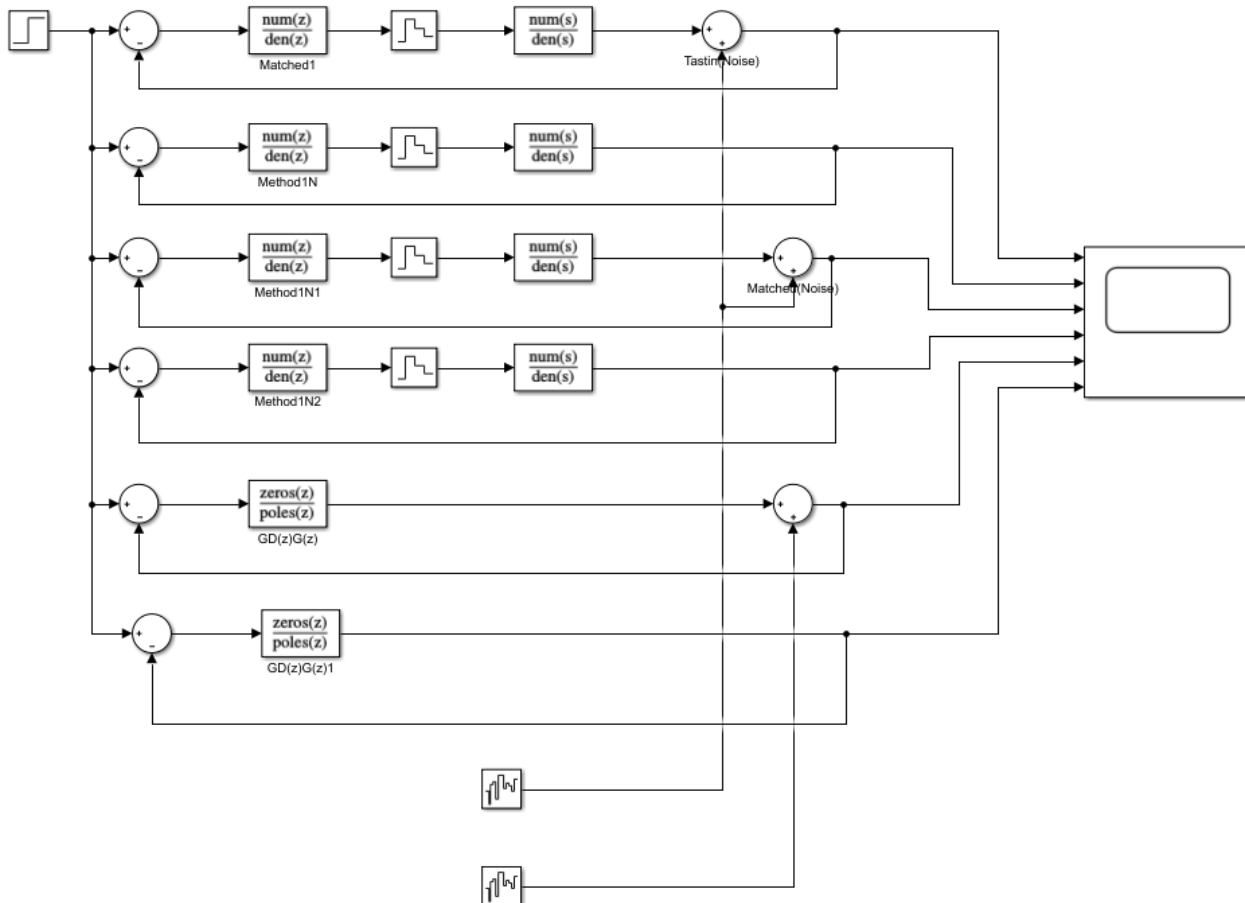 num(z)
den(z)
Matched1
num(s)
den(s)
+
-
+
+
Tastin(Noise)
num(z)
den(z)
Method1N
num(s)
den(s)
+
-
num(z)
den(z)
Method1N1
num(s)
den(s)
+
-
+
+
Matched(Noise)
num(z)
den(z)
Method1N2
num(s)
den(s)
+
-
zeros(z)
poles(z)
GD(z)G(z)
+
-
+
+
zeros(z)
poles(z)
GD(z)G(z)1
+
-